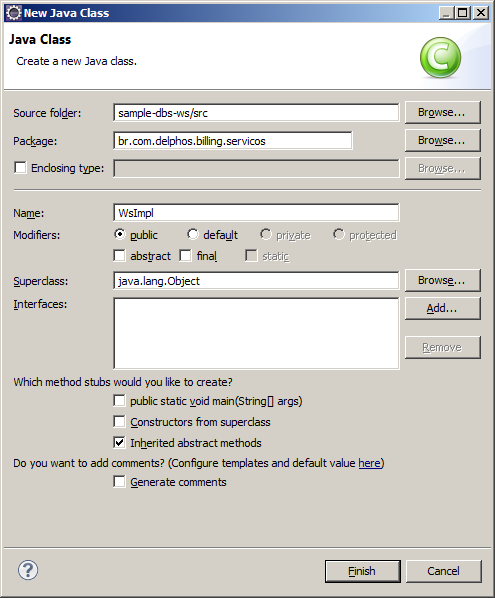 New Java Class
Java Class
Create a new Java class.
Source folder: sample-dbs-ws/src Browse...
Package: br.com.delphos.billing.servicos Browse...
Enclosing type: Browse...
Name: WsImpl
Modifiers: public default private protected
abstract final static
Superclass: java.lang.Object Browse...
Interfaces: Add...
Remove
Which method stubs would you like to create?
public static void main(String[] args)
Constructors from superclass
Inherited abstract methods
Do you want to add comments? (Configure templates and default value here)
Generate comments
? Finish Cancel